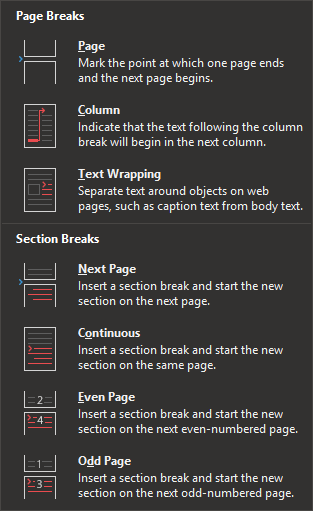 Page Breaks
Page
Mark the point at which one page ends
and the next page begins.
Column
Indicate that the text following the column
break will begin in the next column.
Text Wrapping
Separate text around objects on web
pages, such as caption text from body text.
Section Breaks
Next Page
Insert a section break and start the new
section on the next page.
Continuous
Insert a section break and start the new
section on the same page.
Even Page
2
4
Insert a section break and start the new
section on the next even-numbered page.
Odd Page
1
3
Insert a section break and start the new
section on the next odd-numbered page.